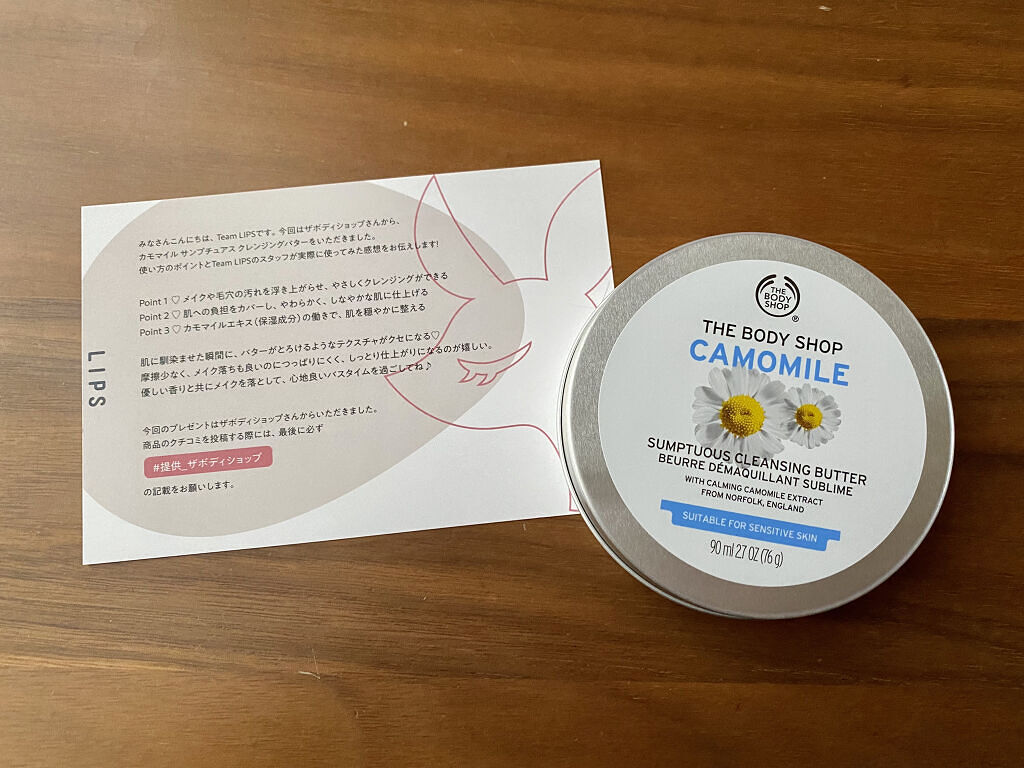 みなさんこんにちは、Team LIPSです。今回はザボディショップさんから、
カモマイル サンプチュアス クレンジングバターをいただきました。
使い方のポイントとTeam LIPSのスタッフが実際に使ってみた感想をお伝えします!
Point 1 ♡ メイクや毛穴の汚れを浮き上がらせ、やさしくクレンジングができる
Point 2 ♡ 肌への負担をカバーし、やわらかく、しなやかな肌に仕上げる
Point 3 ♡ カモマイルエキス(保湿成分)の働きで、肌を穏やかに整える
肌に馴染ませた瞬間に、バターがとろけるようなテクスチャがクセになる♡
摩擦少なく、メイク落ちも良いのにつっぱりにくく、しっとり仕上がりになるのが嬉しい。
優しい香りと共にメイクを落として、心地良いバスタイムを過ごしてね♪
今回のプレゼントはザボディショップさんからいただきました。
商品のクチコミを投稿する際には、最後に必ず
#提供_ザボディショップ
の記載をお願いします。
LIPS
THE
BODY
SHOP
®
THE BODY SHOP
CAMOMILE
SUMPTUOUS CLEANSING BUTTER
BEURRE DÉMAQUILLANT SUBLIME
WITH CALMING CAMOMILE EXTRACT
FROM NORFOLK, ENGLAND
SUITABLE FOR SENSITIVE SKIN
90 ml 2.7 OZ (76 g)